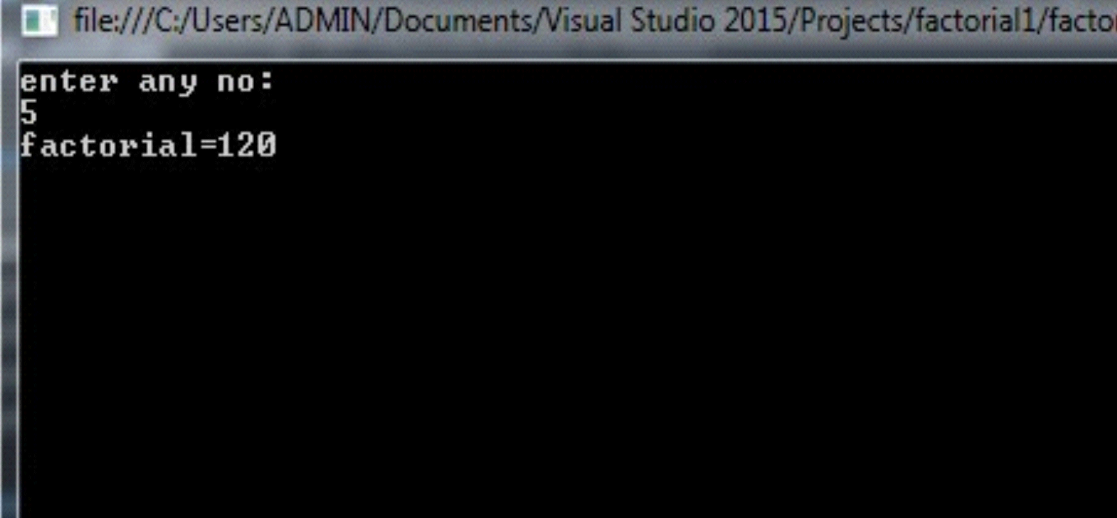 file:///C:/Users/ADMIN/Documents/Visual Studio 2015/Projects/factorial1/facto
enter any no:
5
factorial=120